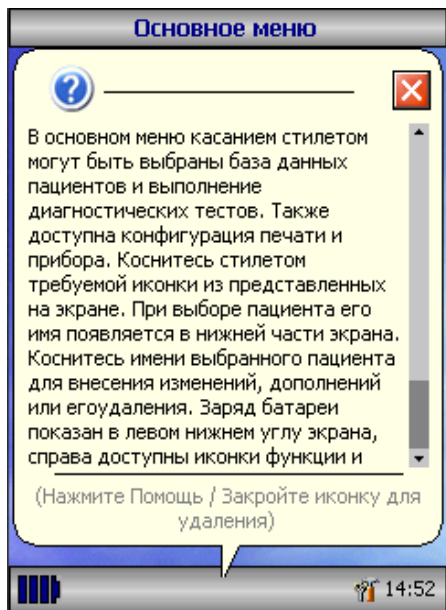 Основное меню
В основном меню касанием стилетом
могут быть выбраны база данных
пациентов и выполнение
диагностических тестов. Также
доступна конфигурация печати и
прибора. Коснитесь стилетом
требуемой иконки из представленных
на экране. При выборе пациента его
имя появляется в нижней части экрана.
Коснитесь имени выбранного пациента
для внесения изменений, дополнений
или егоудаления. Заряд батареи
показан в левом нижнем углу экрана,
справа доступны иконки функции и
(Нажмите Помощь / Закройте иконку для
удаления)
14:52